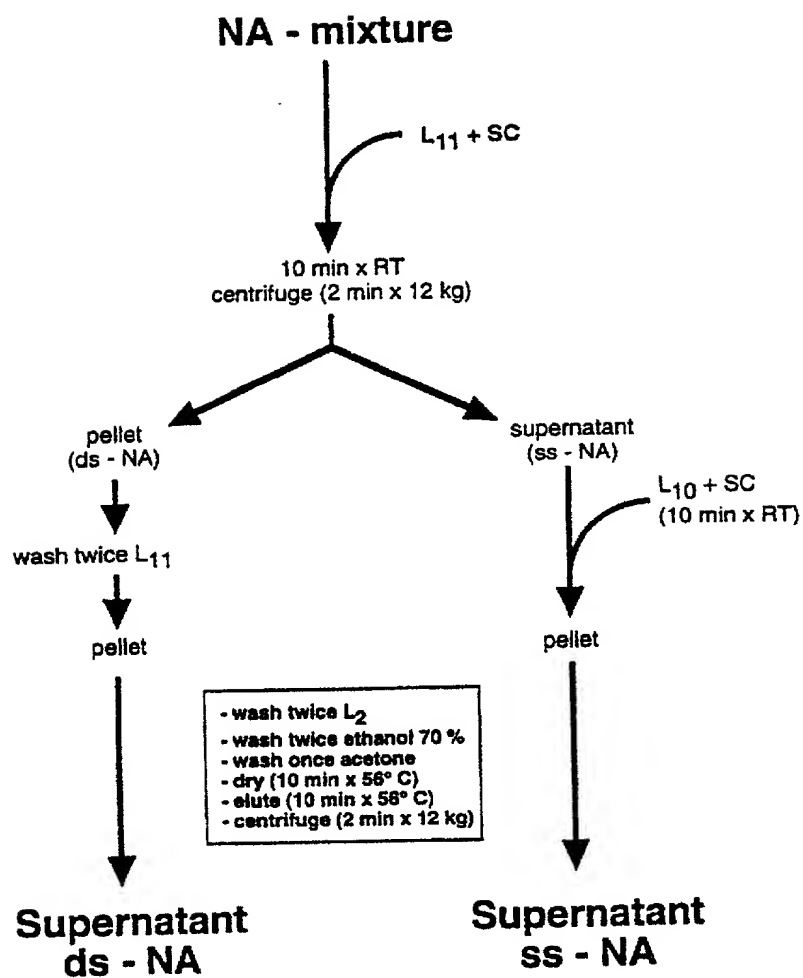 NA - mixture
L11 + SC
10 min x RT
centrifuge (2 min x 12 kg)
pellet
(ds - NA)
supernatant
(ss - NA)
L10 + SC
(10 min x RT)
wash twice L11
pellet
pellet
- wash twice L2
- wash twice ethanol 70 %
- wash once acetone
- dry (10 min x 56° C)
- elute (10 min x 56° C)
- centrifuge (2 min x 12 kg)
Supernatant
ds - NA
Supernatant
ss - NA